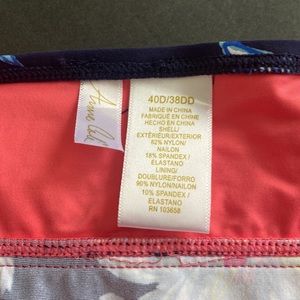 40D/38DD
MADE IN CHINA
FABRIQUÉ EN CHINE
HECHO EN CHINA
SHELL/
EXTÉRIEUR/EXTERIOR
82% NYLON/
NAILON
18% SPANDEX/
ELASTANO
LINING/
DOUBLURE/FORRO
90% NYLON/NAILON
10% SPANDEX/
ELASTANO
RN 103658